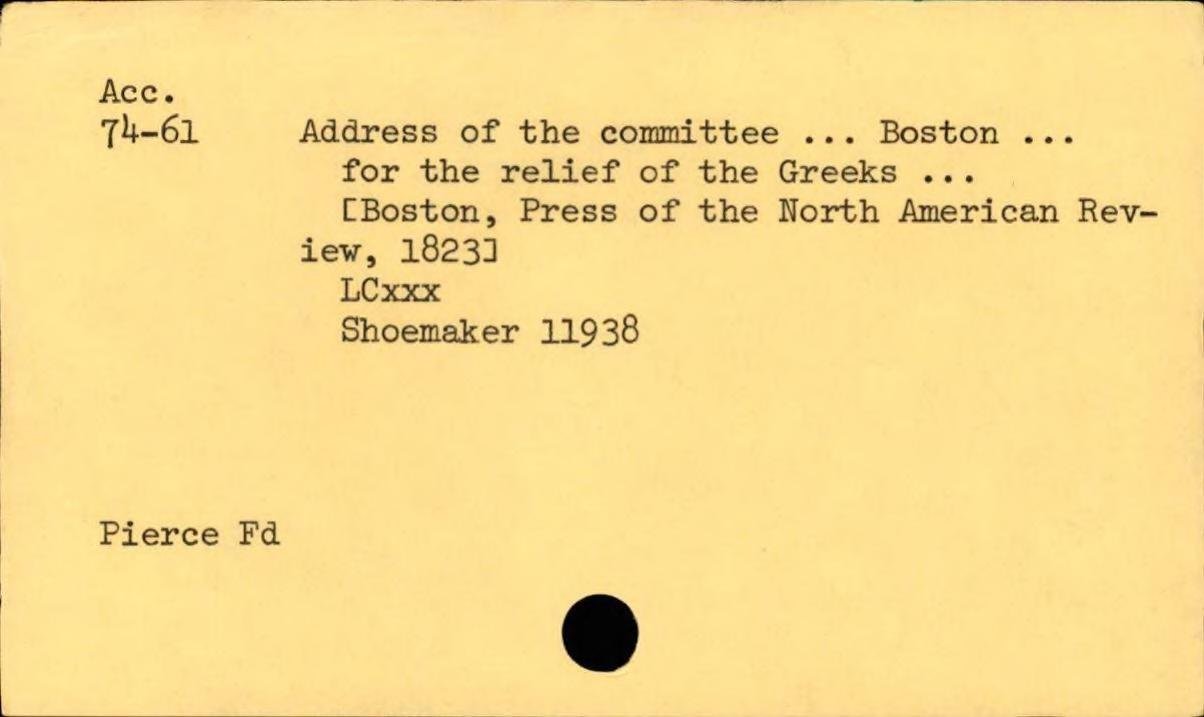 Acc.
74-61 Address of the committee ... Boston ...
for the relief of the Greeks ...
[Boston, Press of the North American Rev-
iew, 1823]
LCxxx
Shoemaker 11938
Pierce Fd